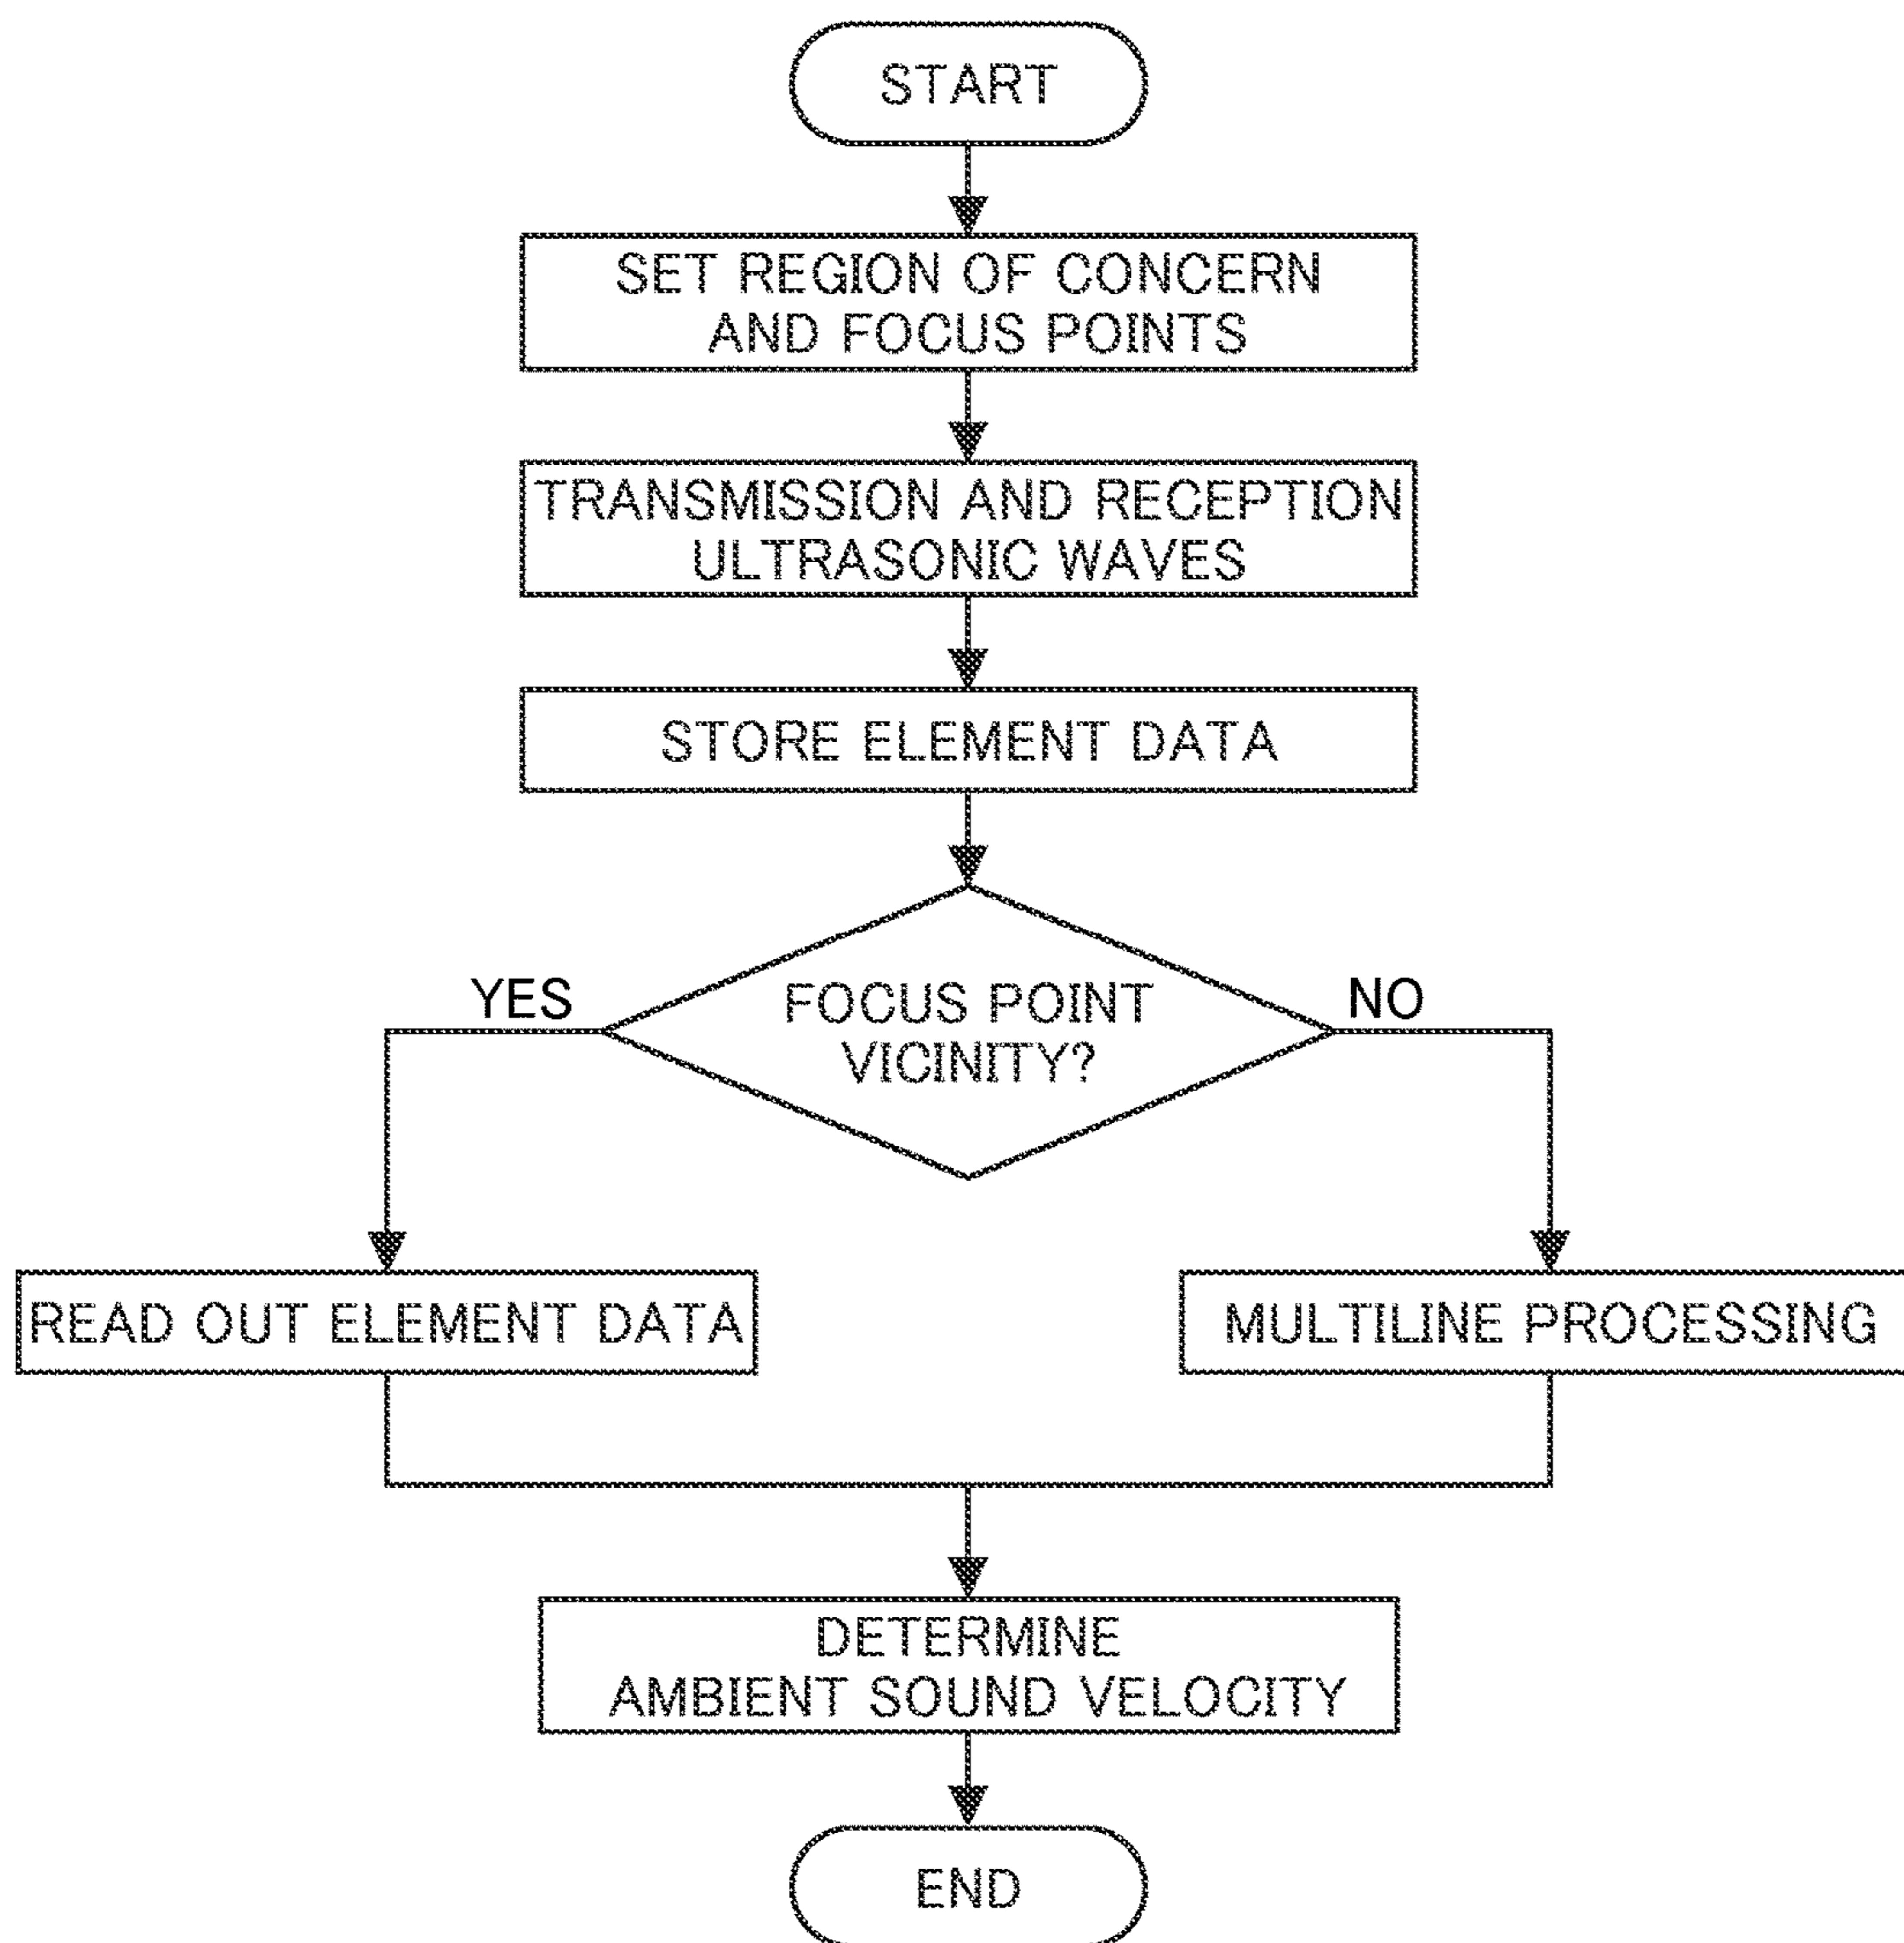 START
SET REGION OF CONCERN
AND FOCUS POINTS
TRANSMISSION AND RECEPTION
ULTRASONIC WAVES
STORE ELEMENT DATA
YES
FOCUS POINT
VICINITY?
NO
READ OUT ELEMENT DATA
MULTILINE PROCESSING
DETERMINE
AMBIENT SOUND VELOCITY
END